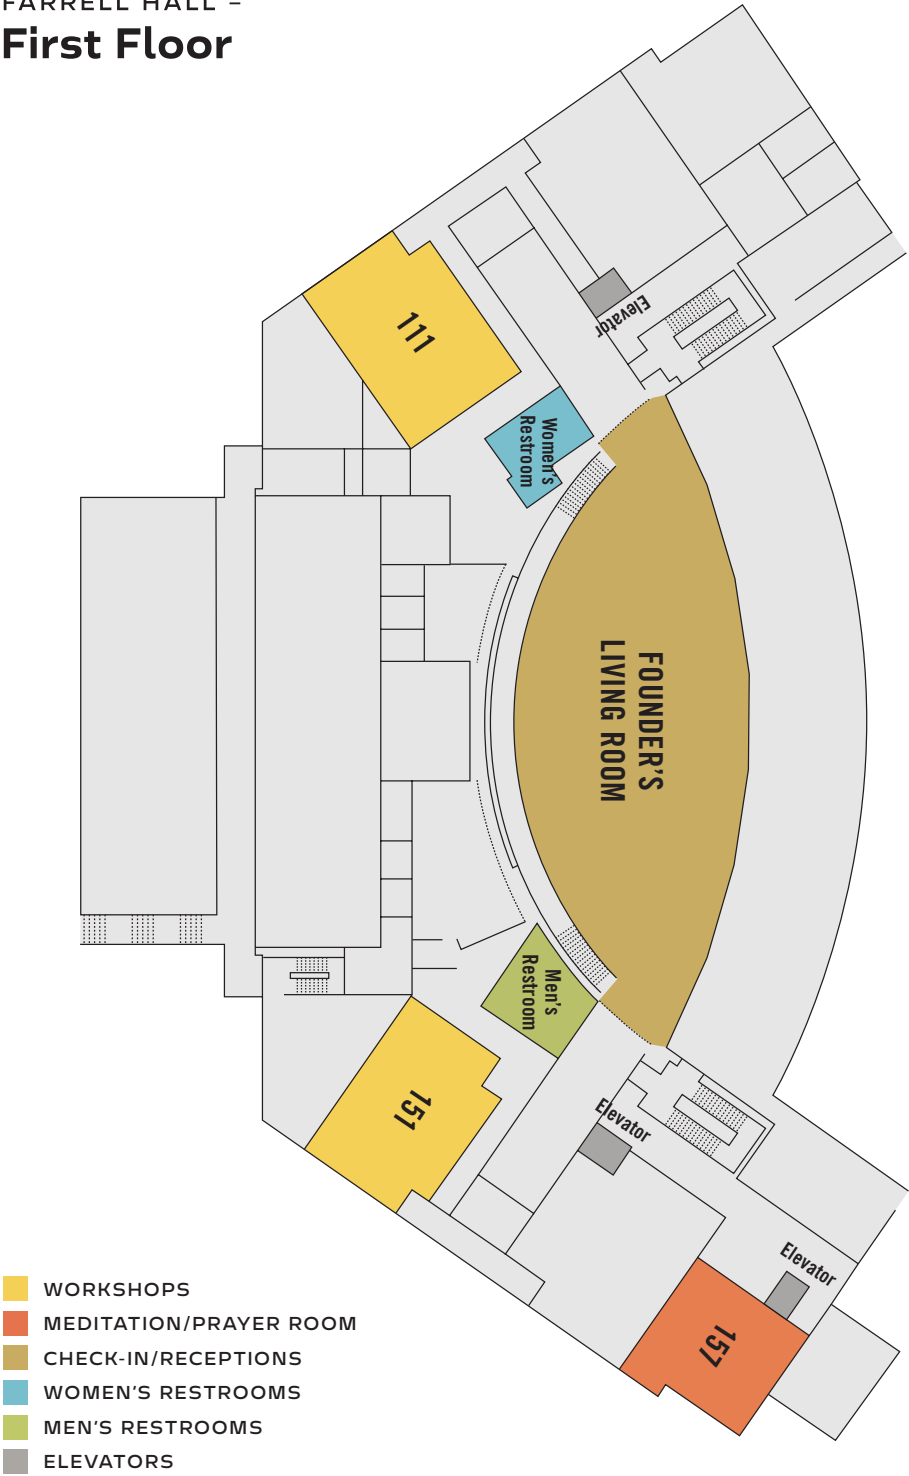 FARRELL HALL –
First Floor
111
Elevator
Women's
Restroom
FOUNDER'S
LIVING ROOM
Men's
Restroom
151
Elevator
Elevator
157
WORKSHOPS
MEDITATION/PRAYER ROOM
CHECK-IN/RECEPTIONS
WOMEN'S RESTROOMS
MEN'S RESTROOMS
ELEVATORS